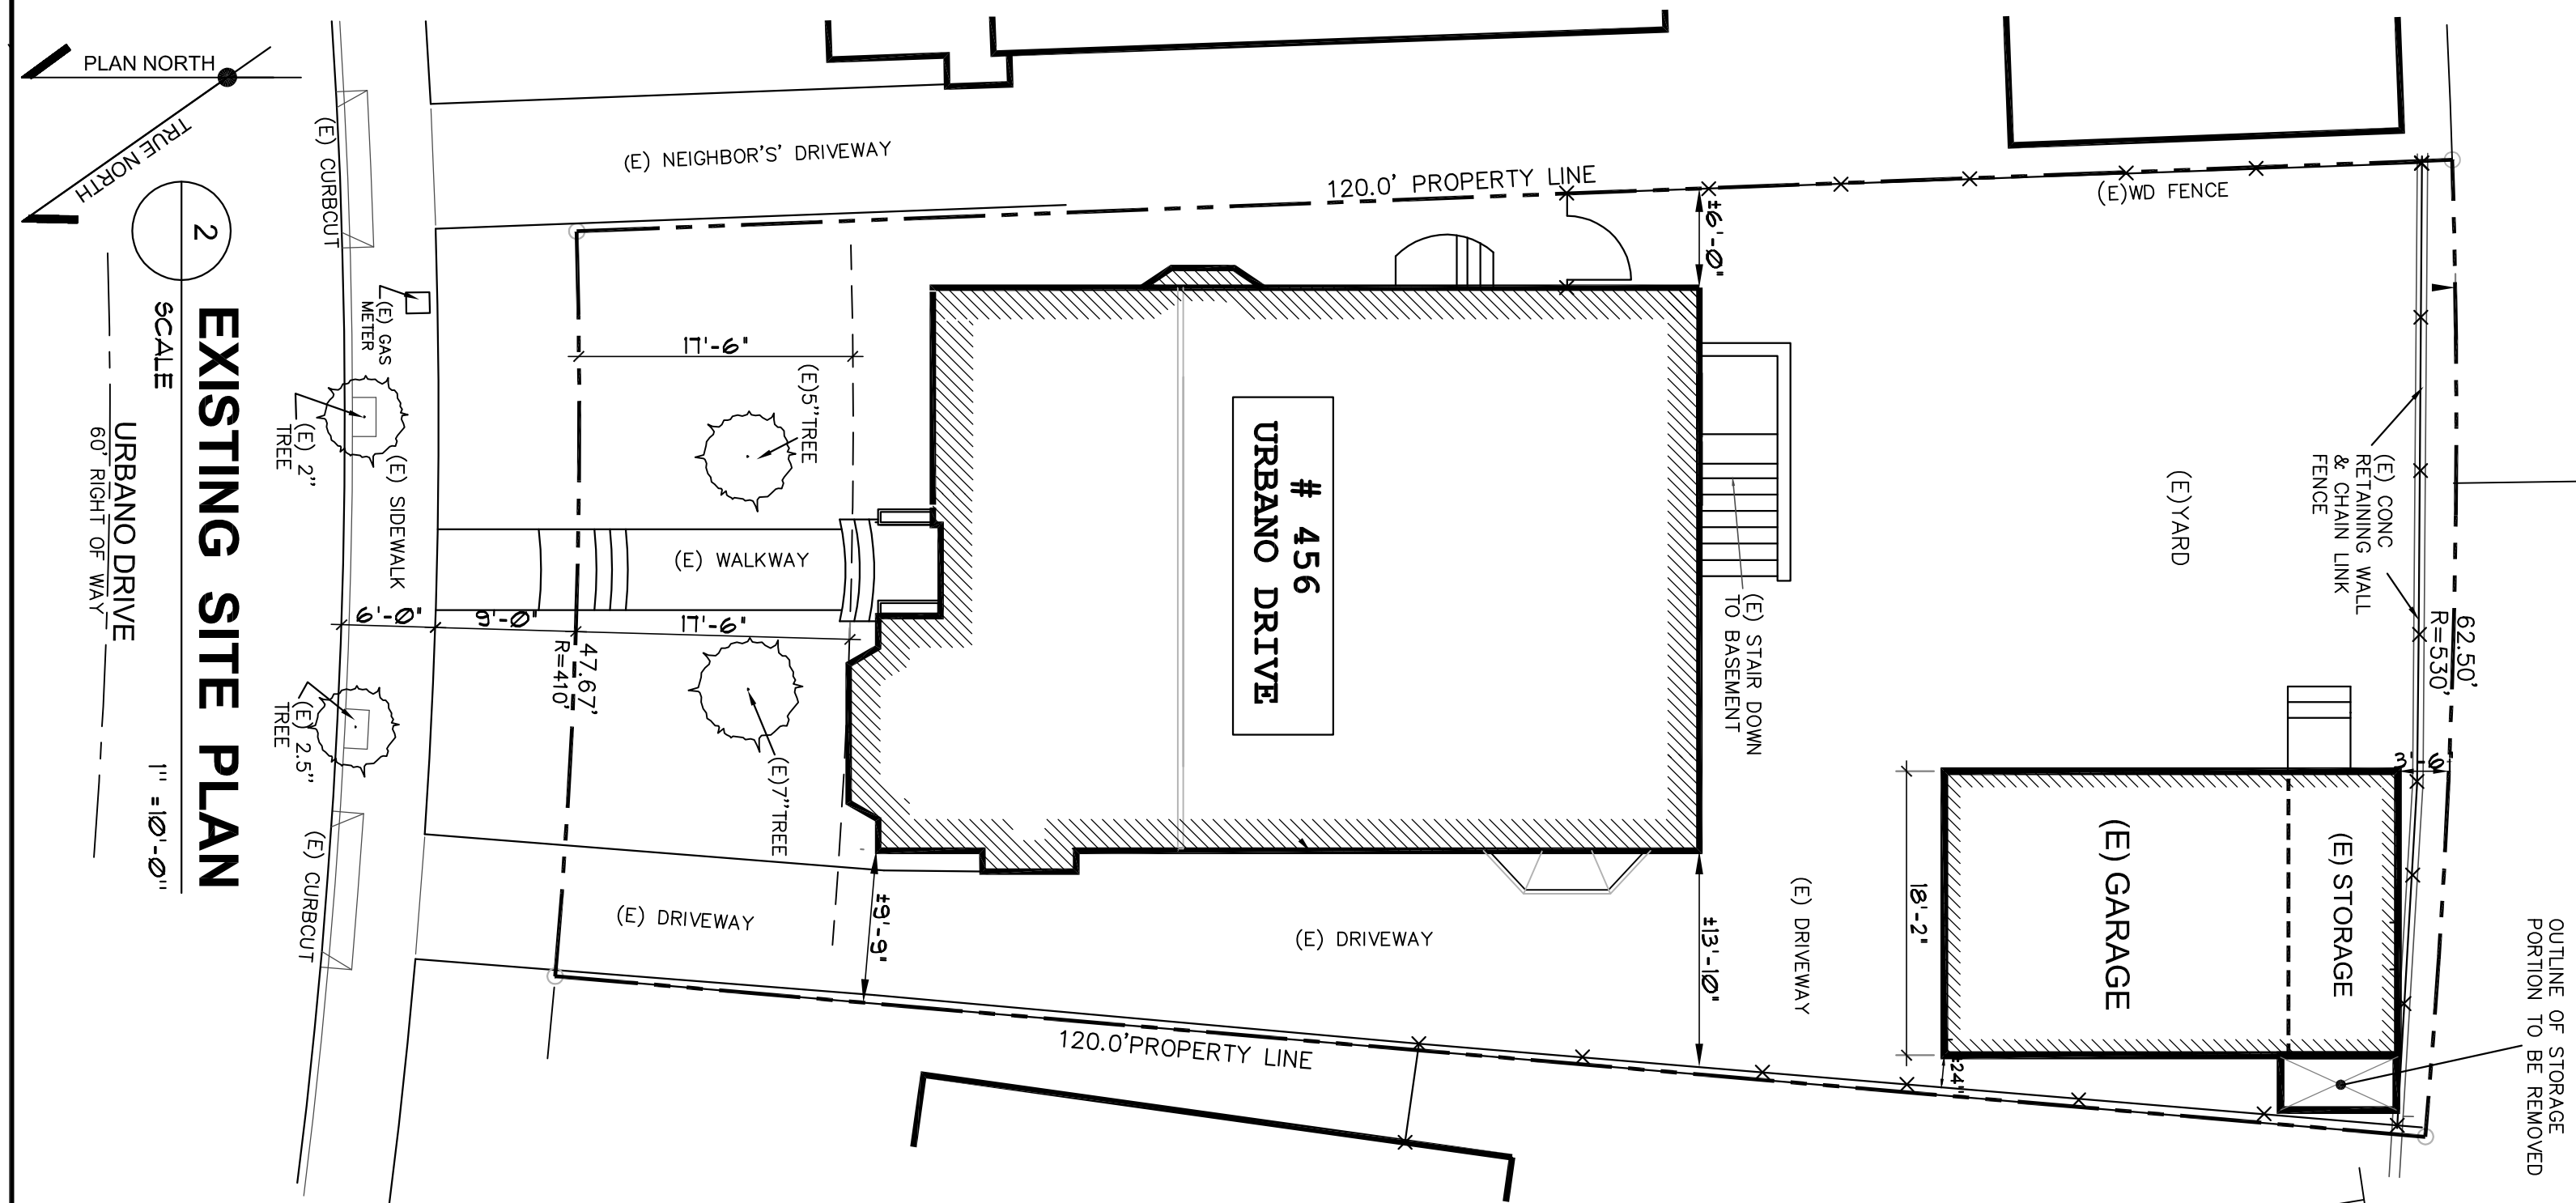 PLAN NORTH
TRUE NORTH
2
EXISTING SITE PLAN
SCALE
1" =10'-0"
URBANO DRIVE
60' RIGHT OF WAY
(E) CURBCUT
(E) GAS
METER
(E) 2"
TREE
(E) SIDEWALK
(E) 2.5"
TREE
(E) CURBCUT
(E) NEIGHBOR'S' DRIVEWAY
120.0' PROPERTY LINE
(E)WD FENCE
±6'-0"
17'-6"
(E)5"TREE
(E) WALKWAY
6'-0"
9'-0"
17'-6"
47.67'
R=410'
(E)7"TREE
# 456
URBANO DRIVE
(E) STAIR DOWN
TO BASEMENT
(E)YARD
(E) CONC
RETAINING WALL
& CHAIN LINK
FENCE
62.50'
R=530'
3'-6"
(E) DRIVEWAY
±9'-9"
(E) DRIVEWAY
±13'-10"
(E) DRIVEWAY
18'-2"
(E) GARAGE
(E) STORAGE
±24"
120.0'PROPERTY LINE
OUTLINE OF STORAGE
PORTION TO BE REMOVED